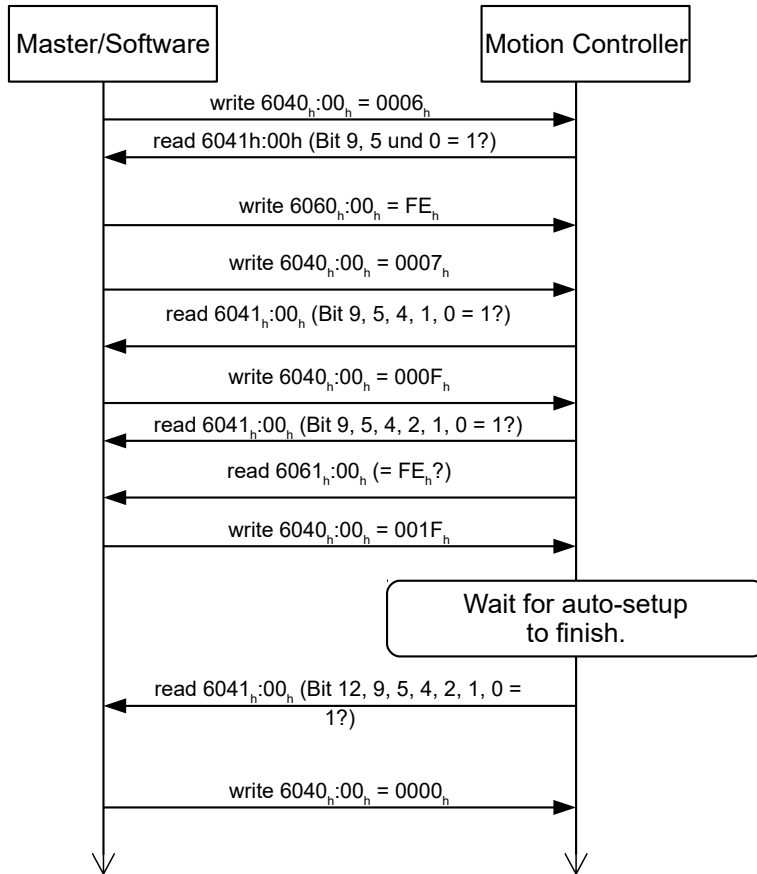 Master/Software
Motion Controller
write 6040ₕ:00ₕ = 0006ₕ
read 6041h:00h (Bit 9, 5 und 0 = 1?)
write 6060ₕ:00ₕ = FEₕ
write 6040ₕ:00ₕ = 0007ₕ
read 6041ₕ:00ₕ (Bit 9, 5, 4, 1, 0 = 1?)
write 6040ₕ:00ₕ = 000Fₕ
read 6041ₕ:00ₕ (Bit 9, 5, 4, 2, 1, 0 = 1?)
read 6061ₕ:00ₕ (= FEₕ?)
write 6040ₕ:00ₕ = 001Fₕ
Wait for auto-setup
to finish.
read 6041ₕ:00ₕ (Bit 12, 9, 5, 4, 2, 1, 0 =
1?)
write 6040ₕ:00ₕ = 0000ₕ